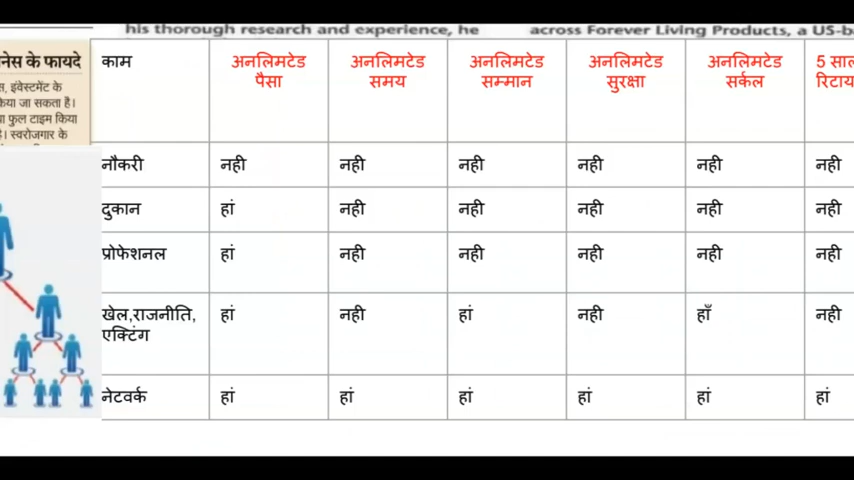 his thorough research and experience, he
across Forever Living Products, a US-ba
नेस के फायदे
स, इंवेस्टमेंट के
किया जा सकता है।
ा फुल टाइम किया
है। स्वरोजगार के
काम अनलिमटेड पैसा अनलिमटेड समय अनलिमटेड सम्मान अनलिमटेड सुरक्षा अनलिमटेड सर्कल 5 साल रिटाय
नौकरी नही नही नही नही नही नही
दुकान हां नही नही नही नही नही
प्रोफेशनल हां नही नही नही नही नही
खेल,राजनीति, एक्टिंग हां नही हां नही हाँ नही
नेटवर्क हां हां हां हां हां हां